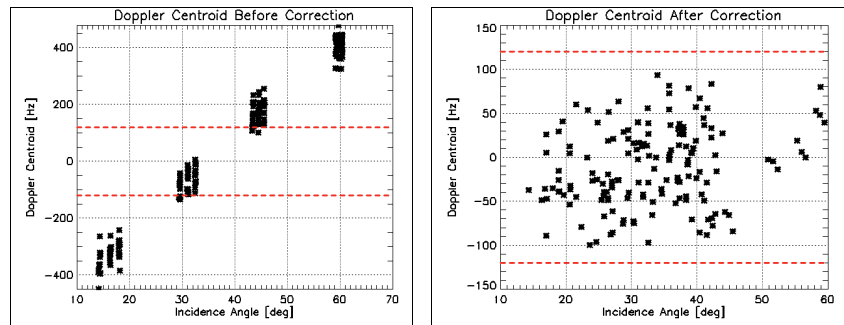 Doppler Centroid Before Correction
Doppler Centroid [Hz]
400
200
0
−200
−400
10 20 30 40 50 60 70
Incidence Angle [deg]
Doppler Centroid After Correction
Doppler Centroid [Hz]
150
100
50
0
−50
−100
−150
10 20 30 40 50 60
Incidence Angle [deg]